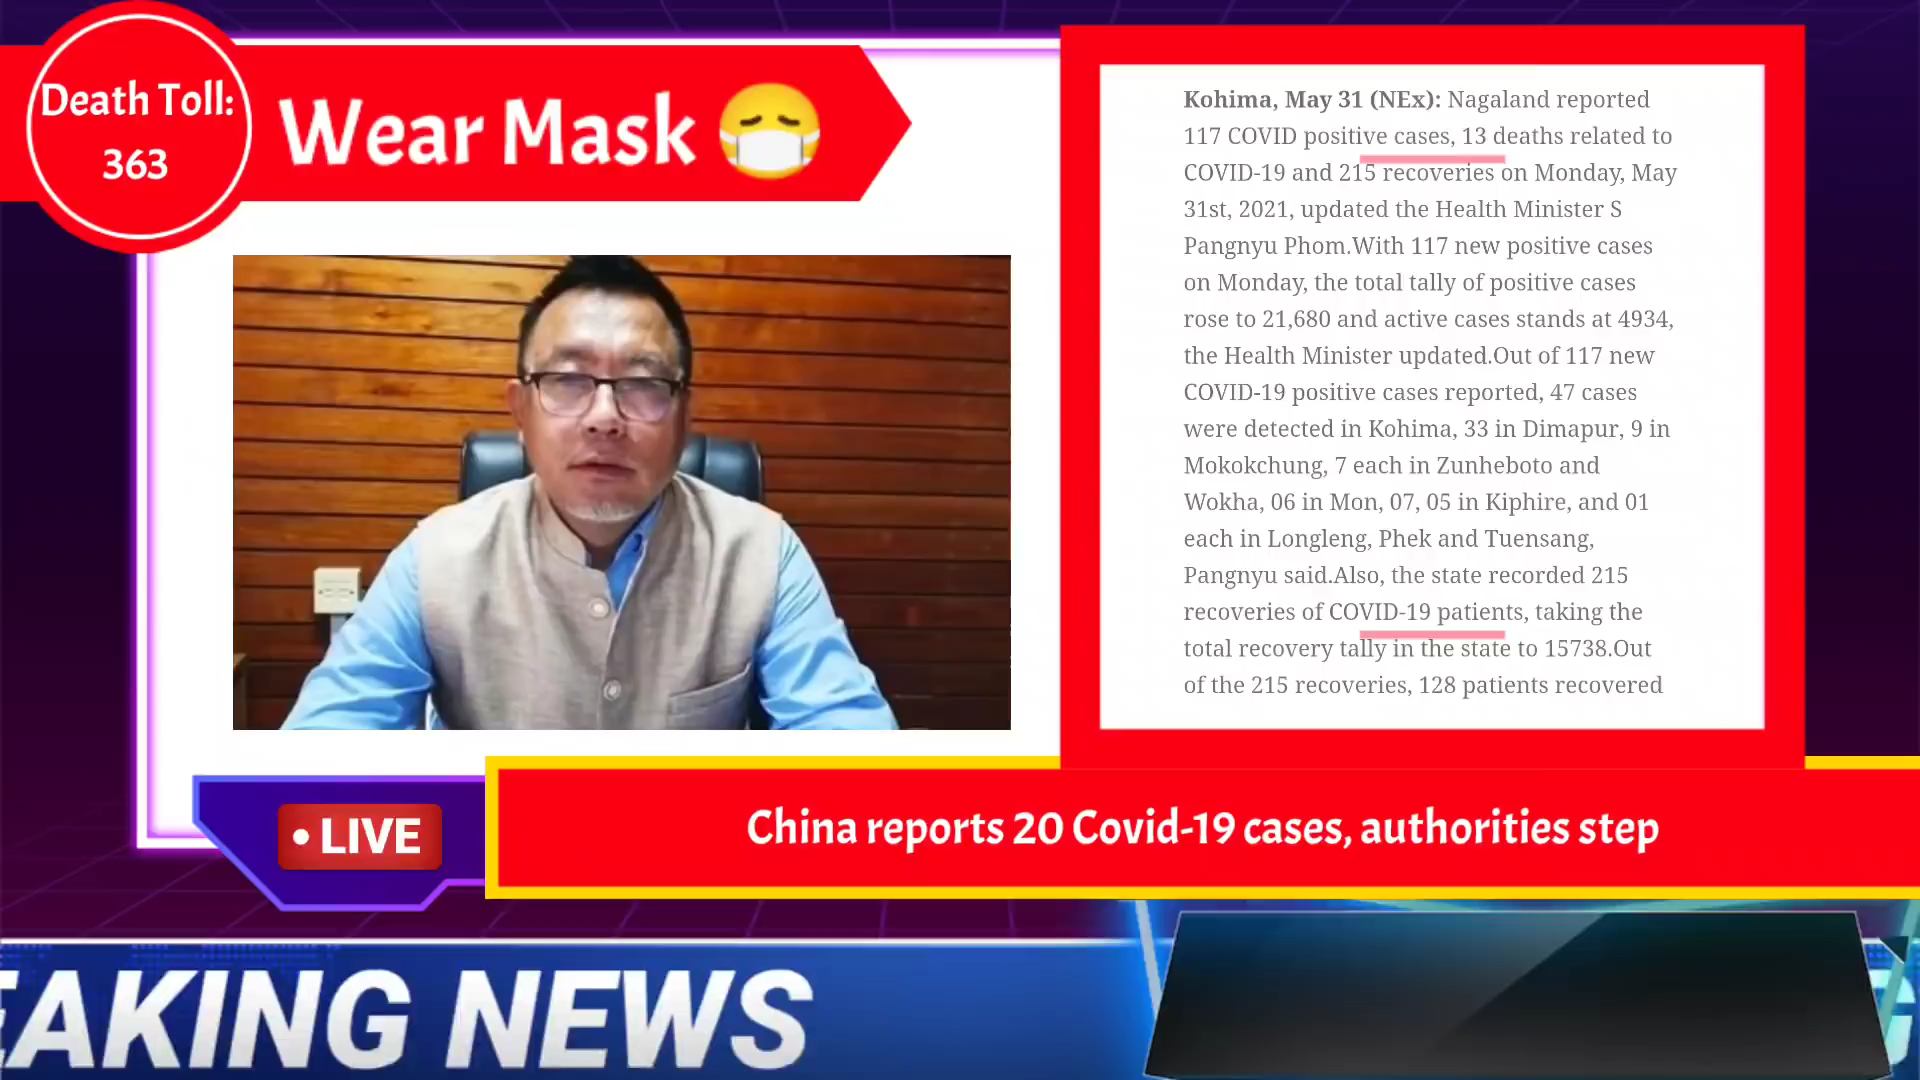 Death Toll:
363
Wear Mask
Kohima, May 31 (NEx): Nagaland reported
117 COVID positive cases, 13 deaths related to
COVID-19 and 215 recoveries on Monday, May
31st, 2021, updated the Health Minister S
Pangnyu Phom.With 117 new positive cases
on Monday, the total tally of positive cases
rose to 21,680 and active cases stands at 4934,
the Health Minister updated.Out of 117 new
COVID-19 positive cases reported, 47 cases
were detected in Kohima, 33 in Dimapur, 9 in
Mokokchung, 7 each in Zunheboto and
Wokha, 06 in Mon, 07, 05 in Kiphire, and 01
each in Longleng, Phek and Tuensang,
Pangnyu said.Also, the state recorded 215
recoveries of COVID-19 patients, taking the
total recovery tally in the state to 15738.Out
of the 215 recoveries, 128 patients recovered
LIVE
China reports 20 Covid-19 cases, authorities step
EAKING NEWS